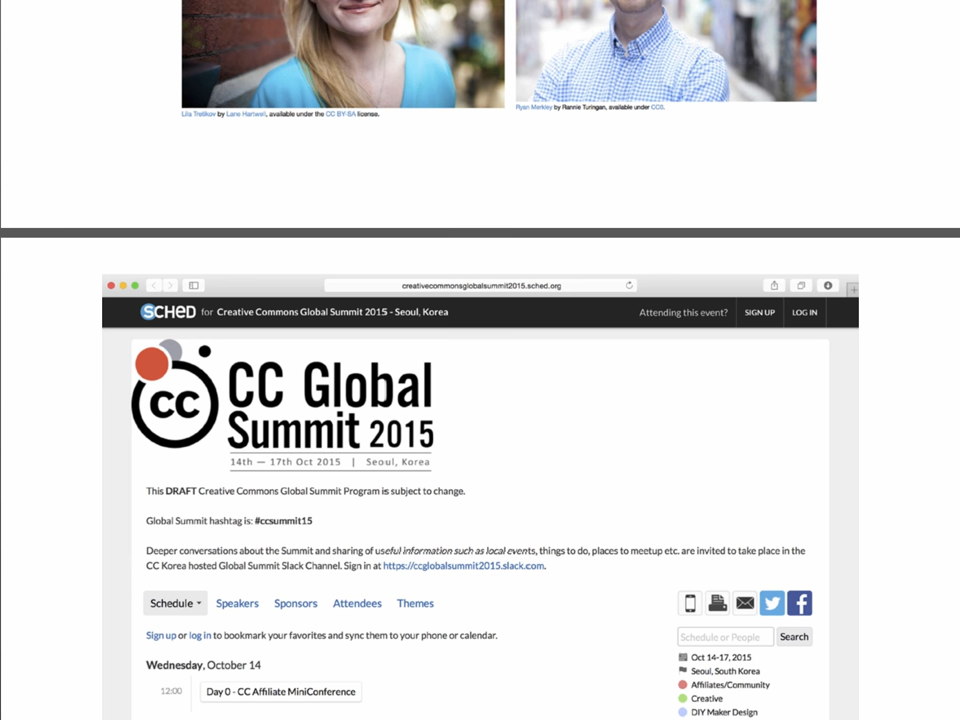 Lila Tretikov by Lane Hartwell, available under the CC BY-SA license.
Ryan Merkley by Rannie Turingan, available under CC0.
creativecommonsglobalsummit2015.sched.org
SCHED for Creative Commons Global Summit 2015 - Seoul, Korea
Attending this event?
SIGN UP
LOG IN
cc
CC Global
Summit 2015
14th — 17th Oct 2015 | Seoul, Korea
This DRAFT Creative Commons Global Summit Program is subject to change.
Global Summit hashtag is: #ccsummit15
Deeper conversations about the Summit and sharing of useful information such as local events, things to do, places to meetup etc. are invited to take place in the
CC Korea hosted Global Summit Slack Channel. Sign in at https://ccglobalsummit2015.slack.com.
Schedule Speakers Sponsors Attendees Themes
Sign up or log in to bookmark your favorites and sync them to your phone or calendar.
Schedule or People Search
Wednesday, October 14
12:00 Day 0 - CC Affiliate MiniConference
Oct 14-17, 2015
Seoul, South Korea
Affiliates/Community
Creative
DIY Maker Design